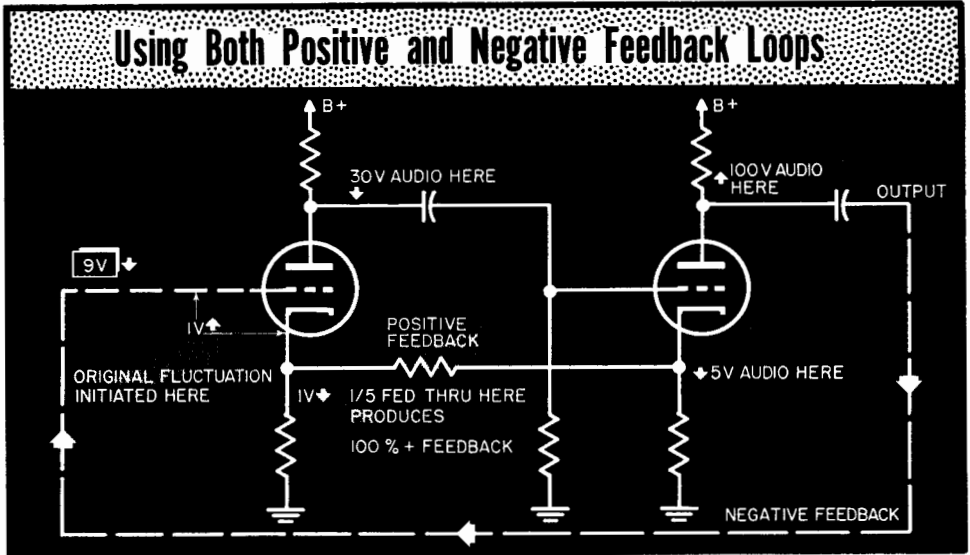 Using Both Positive and Negative Feedback Loops
B+
B+
30V AUDIO HERE
100V AUDIO
HERE
OUTPUT
9V
1V
POSITIVE
FEEDBACK
ORIGINAL FLUCTUATION
INITIATED HERE
1V
1/5 FED THRU HERE
PRODUCES
100% + FEEDBACK
5V AUDIO HERE
NEGATIVE FEEDBACK